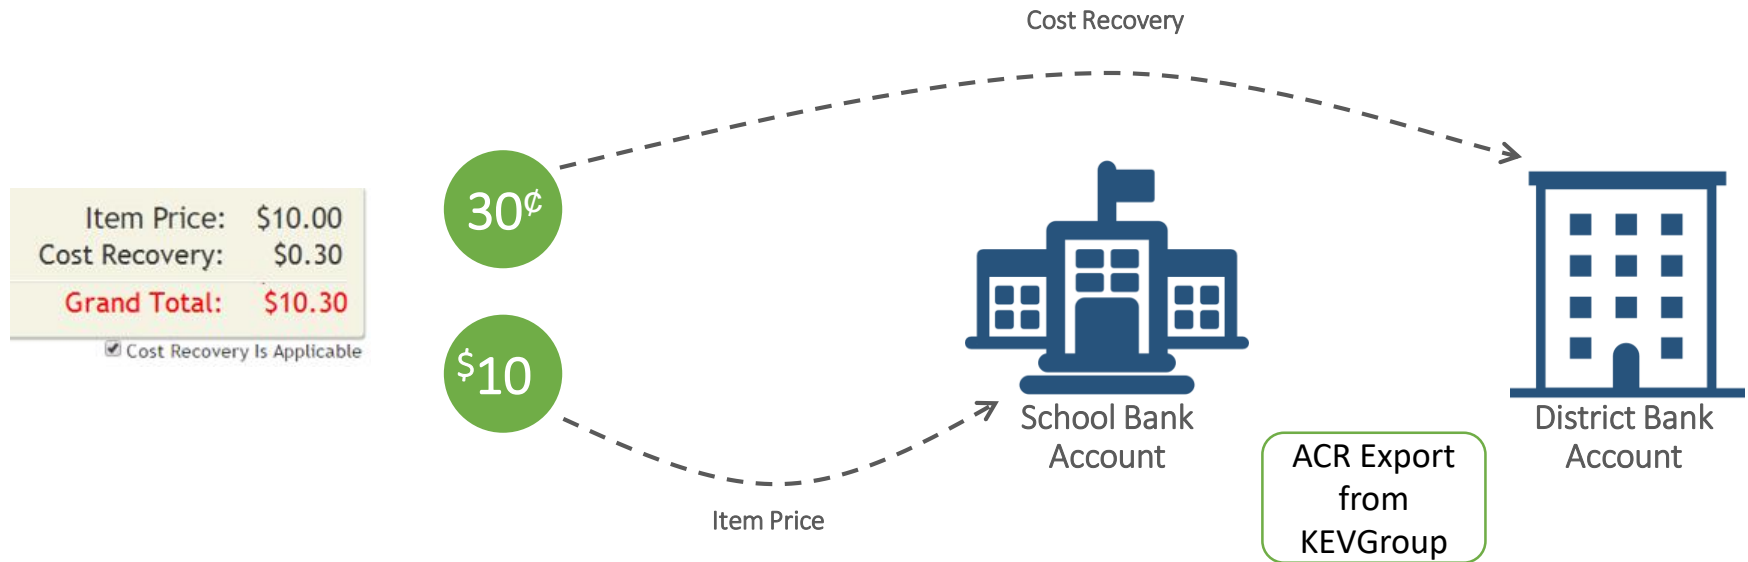 Cost Recovery
Item Price: $10.00
Cost Recovery: $0.30
Grand Total: $10.30
Cost Recovery Is Applicable
30¢
$10
Item Price
School Bank
Account
ACR Export
from
KEVGroup
District Bank
Account